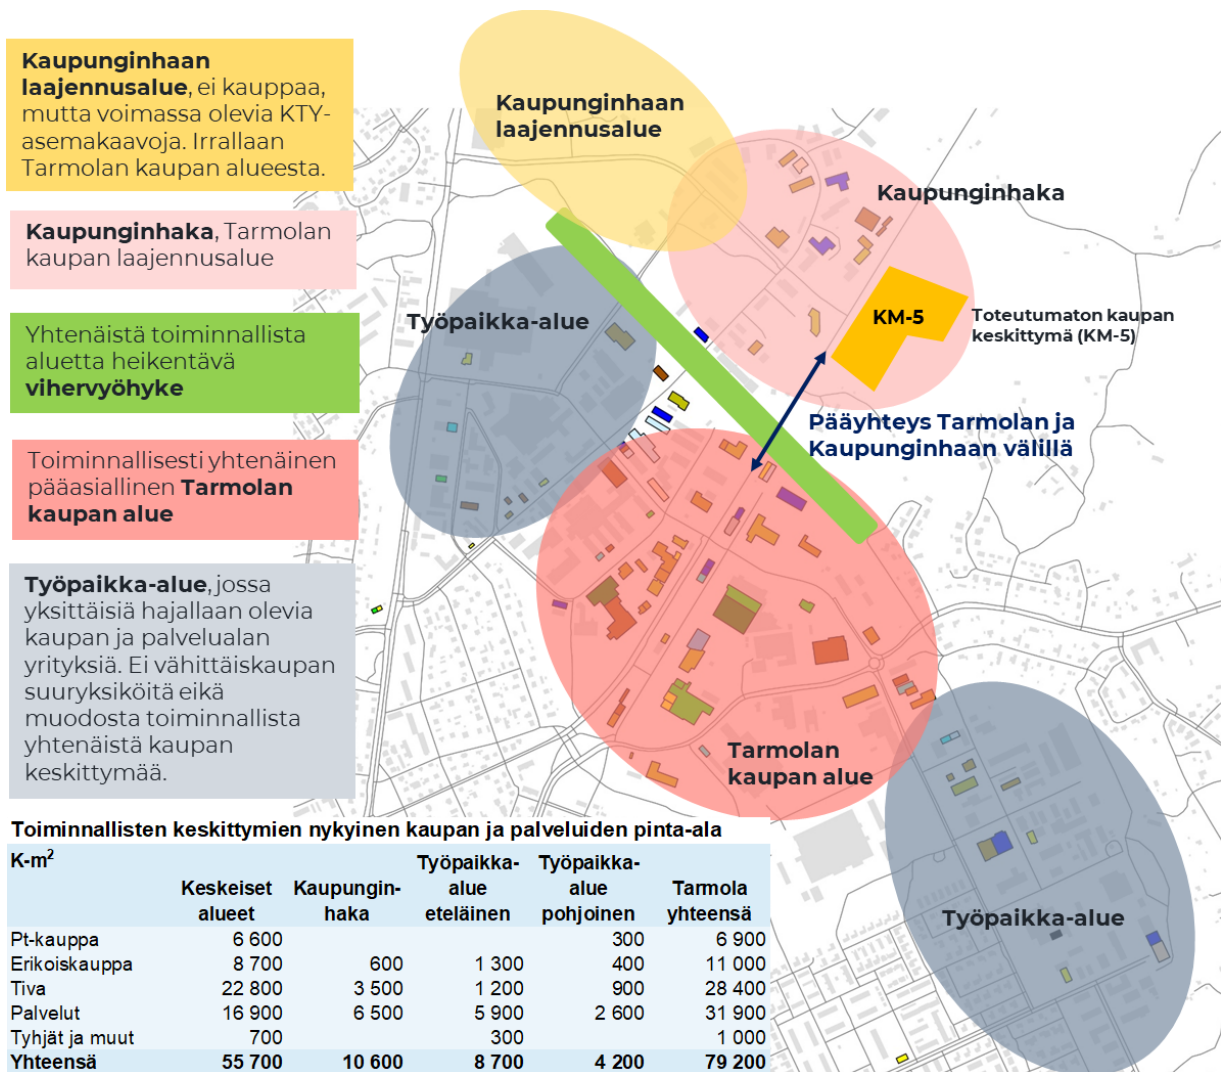 Kaupunginhaan
laajennusalue, ei kauppaa,
mutta voimassa olevia KTY-
asemakaavoja. Irrallaan
Tarmolan kaupan alueesta.
Kaupunginhaka, Tarmolan
kaupan laajennusalue
Yhtenäistä toiminnallista
aluetta heikentävä
vihervyöhyke
Toiminnallisesti yhtenäinen
pääasiallinen Tarmolan
kaupan alue
Työpaikka-alue, jossa
yksittäisiä hajallaan olevia
kaupan ja palvelualan
yrityksiä. Ei vähittäiskaupan
suuryksiköitä eikä
muodosta toiminnallista
yhtenäistä kaupan
keskittymää.
Kaupunginhaan
laajennusalue
Kaupunginhaka
Työpaikka-alue
KM-5
Toteutumaton kaupan
keskittymä (KM-5)
Pääyhteys Tarmolan ja
Kaupunginhaan välillä
Tarmolan
kaupan alue
Työpaikka-alue
Toiminnallisten keskittymien nykyinen kaupan ja palveluiden pinta-ala
K-m² Keskeiset alueet Kaupungin-haka Työpaikka-alue eteläinen Työpaikka-alue pohjoinen Tarmola yhteensä
Pt-kauppa 6 600 300 6 900
Erikoiskauppa 8 700 600 1 300 400 11 000
Tiva 22 800 3 500 1 200 900 28 400
Palvelut 16 900 6 500 5 900 2 600 31 900
Tyhjät ja muut 700 300 1 000
Yhteensä 55 700 10 600 8 700 4 200 79 200